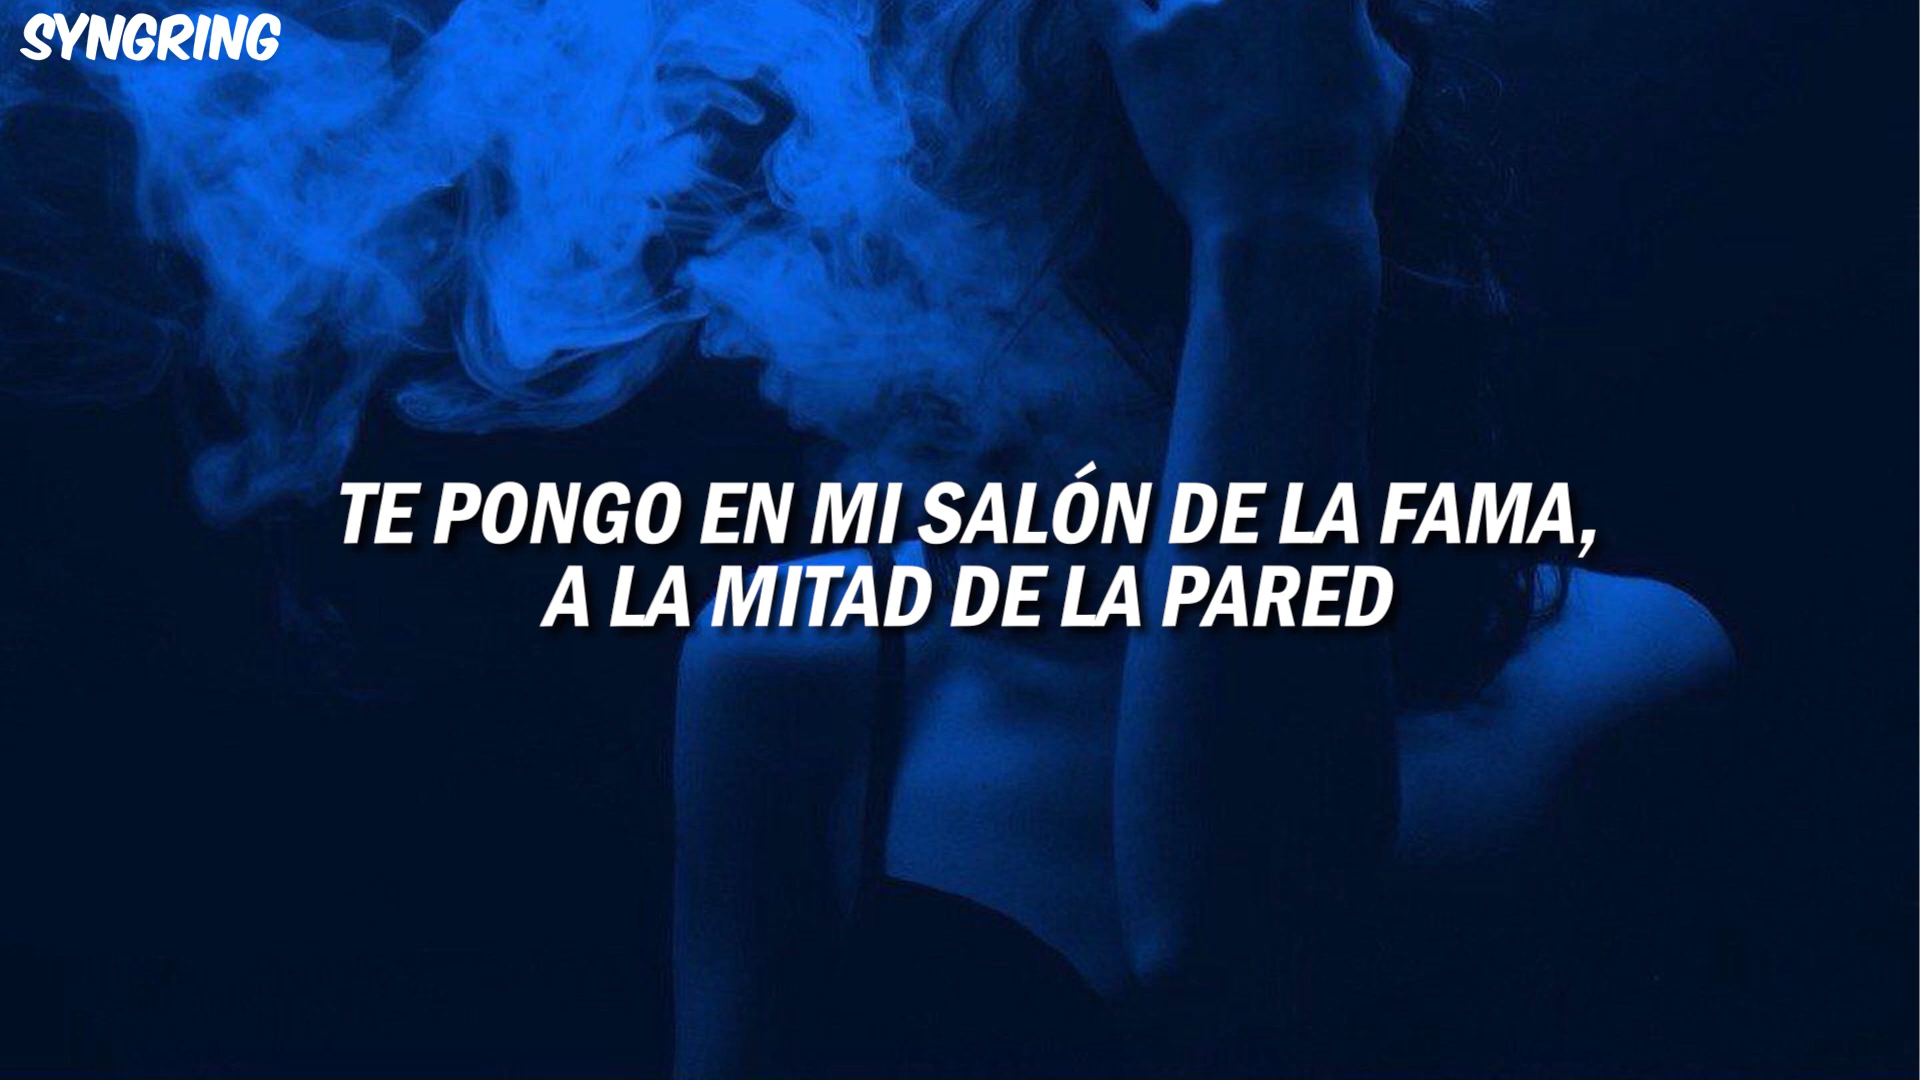 SYNGRING
TE PONGO EN MI SALÓN DE LA FAMA,
A LA MITAD DE LA PARED